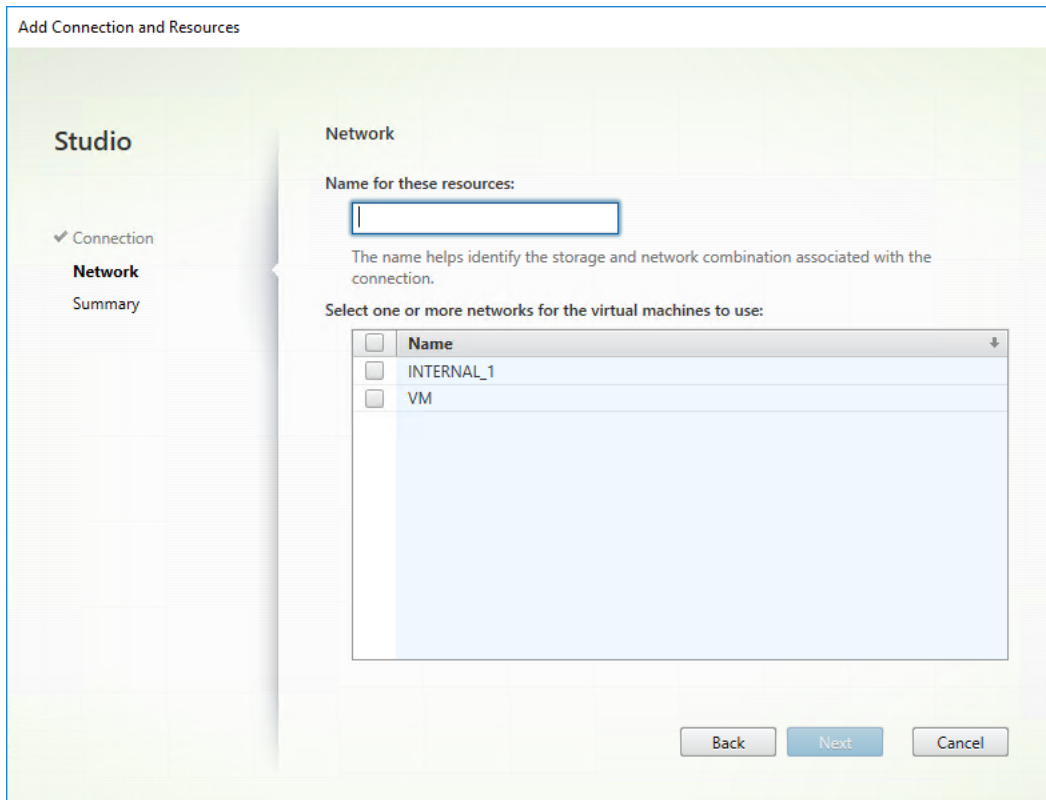 Add Connection and Resources
Studio
Connection
Network
Summary
Network
Name for these resources:
The name helps identify the storage and network combination associated with the
connection.
Select one or more networks for the virtual machines to use:
Name
INTERNAL_1
VM
Back
Next
Cancel